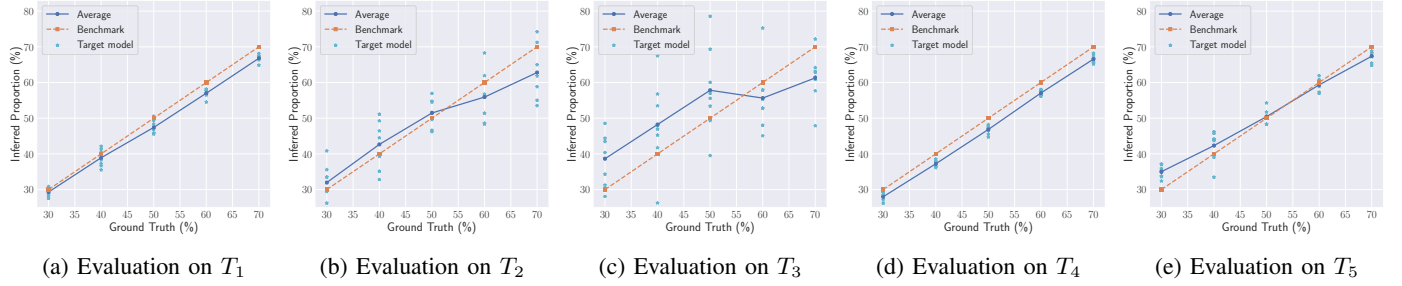 Average
Benchmark
Target model
Inferred Proportion (%)
80
70
60
50
40
30
30 35 40 45 50 55 60 65 70
Ground Truth (%)
(a) Evaluation on T1
Average
Benchmark
Target model
Inferred Proportion (%)
80
70
60
50
40
30
30 35 40 45 50 55 60 65 70
Ground Truth (%)
(b) Evaluation on T2
Average
Benchmark
Target model
Inferred Proportion (%)
80
70
60
50
40
30
30 35 40 45 50 55 60 65 70
Ground Truth (%)
(c) Evaluation on T3
Average
Benchmark
Target model
Inferred Proportion (%)
80
70
60
50
40
30
30 35 40 45 50 55 60 65 70
Ground Truth (%)
(d) Evaluation on T4
Average
Benchmark
Target model
Inferred Proportion (%)
80
70
60
50
40
30
30 35 40 45 50 55 60 65 70
Ground Truth (%)
(e) Evaluation on T5